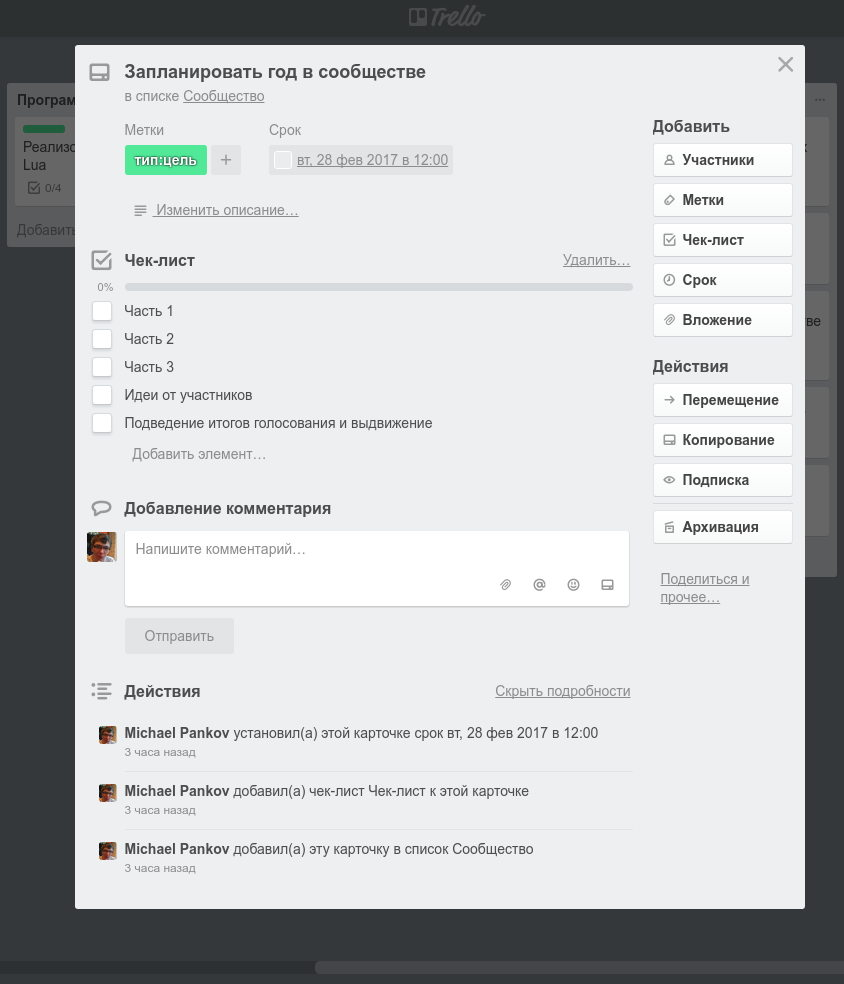 Trello
Запланировать год в сообществе
в списке Сообщество
Метки
Срок
тип:цель
+
вт, 28 фев 2017 в 12:00
Изменить описание…
Чек-лист
Удалить…
0%
Часть 1
Часть 2
Часть 3
Идеи от участников
Подведение итогов голосования и выдвижение
Добавить элемент…
Добавление комментария
Напишите комментарий…
Отправить
Действия
Скрыть подробности
Michael Pankov установил(а) этой карточке срок вт, 28 фев 2017 в 12:00
3 часа назад
Michael Pankov добавил(а) чек-лист Чек-лист к этой карточке
3 часа назад
Michael Pankov добавил(а) эту карточку в список Сообщество
3 часа назад
Добавить
Участники
Метки
Чек-лист
Срок
Вложение
Действия
Перемещение
Копирование
Подписка
Архивация
Поделиться и
прочее…
Lua
0/4
Добавить